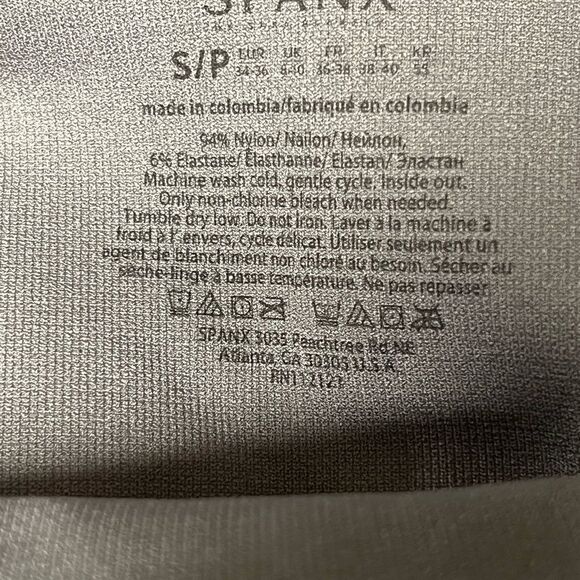 SPANX
S/P EUR 34-36 UK 8-10 FR 36-38 IT 38-40 KR 55
made in colombia/fabriqué en colombie
94% Nylon/ Nailon/ Нейлон,
6% Elastane/ Élasthanne/ Elastan/ Эластан
Machine wash cold, gentle cycle. Inside out.
Only non-chlorine bleach when needed.
Tumble dry low. Do not iron. Laver à la machine à
froid à l' envers, cycle délicat. Utiliser seulement un
agent de blanchiment non chloré au besoin. Sécher au
sèche-linge à basse température. Ne pas repasser
SPANX 3035 Peachtree Rd NE
Atlanta, GA 30305 U.S.A.